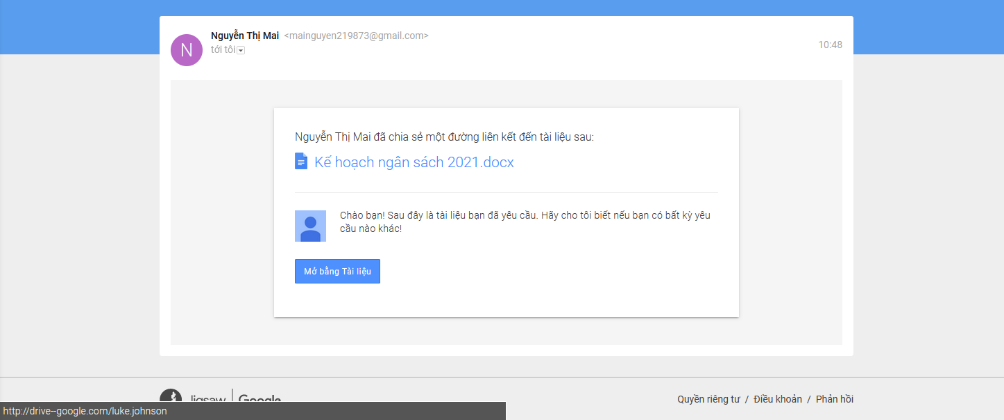 Nguyễn Thị Mai <mainguyen219873@gmail.com>
N
tới tôi
10:48
Nguyễn Thị Mai đã chia sẻ một đường liên kết đến tài liệu sau:
Kế hoạch ngân sách 2021.docx
Chào bạn! Sau đây là tài liệu bạn đã yêu cầu. Hãy cho tôi biết nếu bạn có bất kỳ yêu
cầu nào khác!
Mở bằng Tài liệu
Jigsaw | Google
Quyền riêng tư / Điều khoản / Phản hồi
http://drive--google.com/luke.johnson